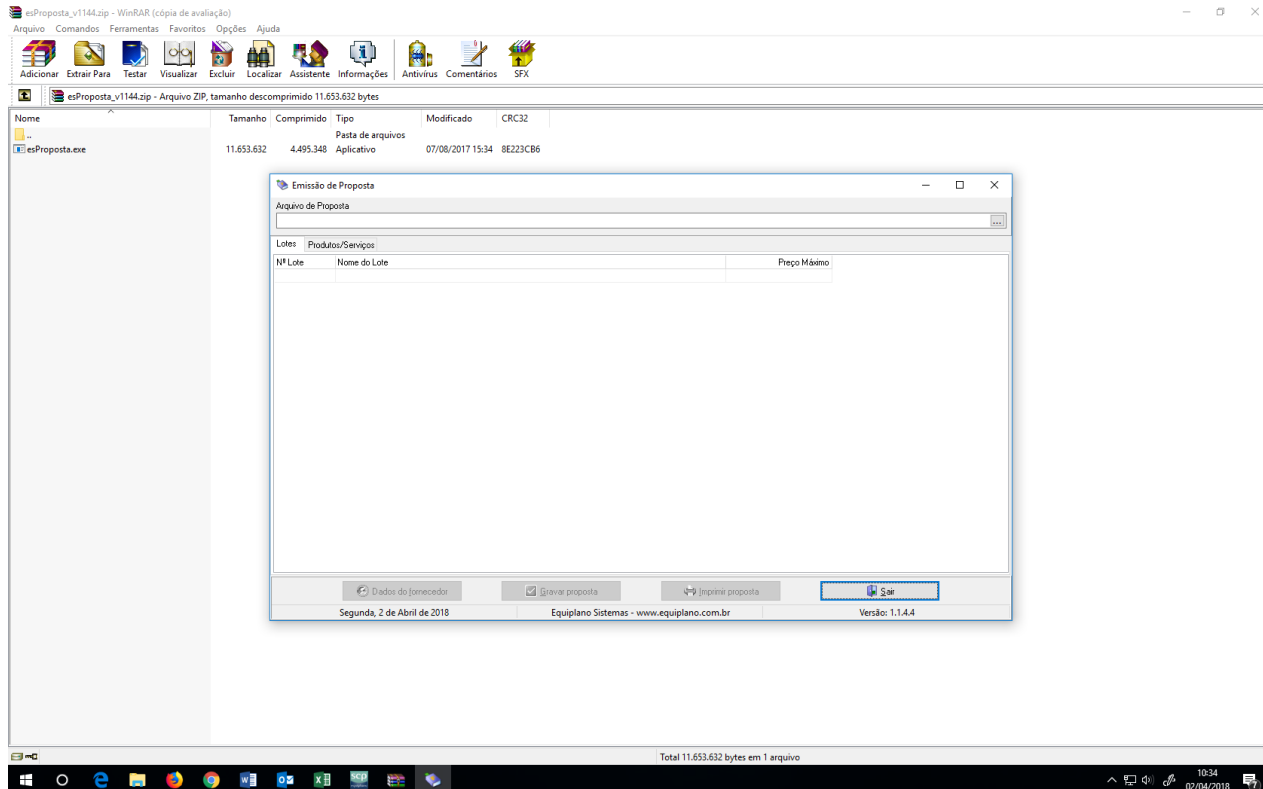 esProposta_v1144.zip - WinRAR (cópia de avaliação)
Arquivo Comandos Ferramentas Favoritos Opções Ajuda
Adicionar Extrair Para Testar Visualizar Excluir Localizar Assistente Informações Antivírus Comentários SFX
esProposta_v1144.zip - Arquivo ZIP, tamanho descomprimido 11.653.632 bytes
Nome Tamanho Comprimido Tipo Modificado CRC32
.. Pasta de arquivos
esProposta.exe 11.653.632 4.495.348 Aplicativo 07/08/2017 15:34 8E223CB6
Emissão de Proposta
Arquivo de Proposta
...
Lotes Produtos/Serviços
Nº Lote Nome do Lote Preço Máximo
Dados do fornecedor Gravar proposta Imprimir proposta Sair
Segunda, 2 de Abril de 2018 Equiplano Sistemas - www.equiplano.com.br Versão: 1.1.4.4
Total 11.653.632 bytes em 1 arquivo
scp
10:34
02/04/2018